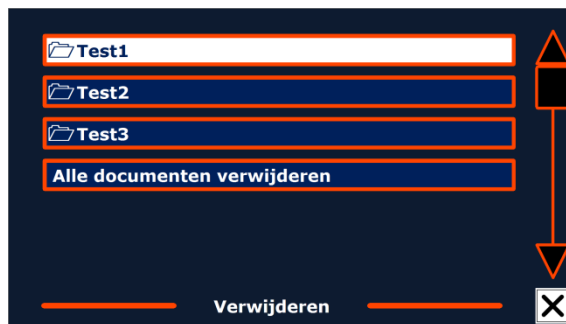 Test1
Test2
Test3
Alle documenten verwijderen
Verwijderen